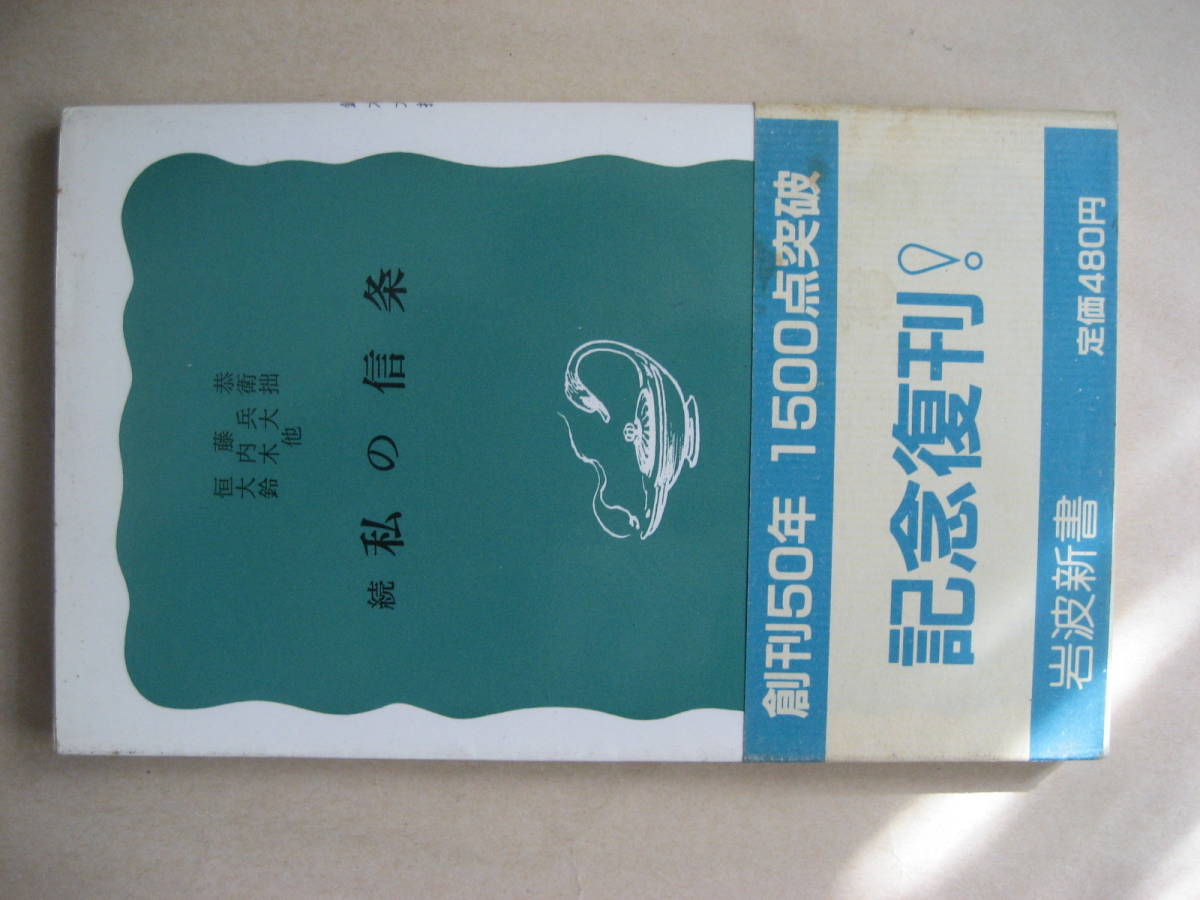 恒藤恭
大内兵衛
鈴木大拙
他
続 私の信条
創刊50年 1500点突破
記念復刊!
岩波新書
定価480円